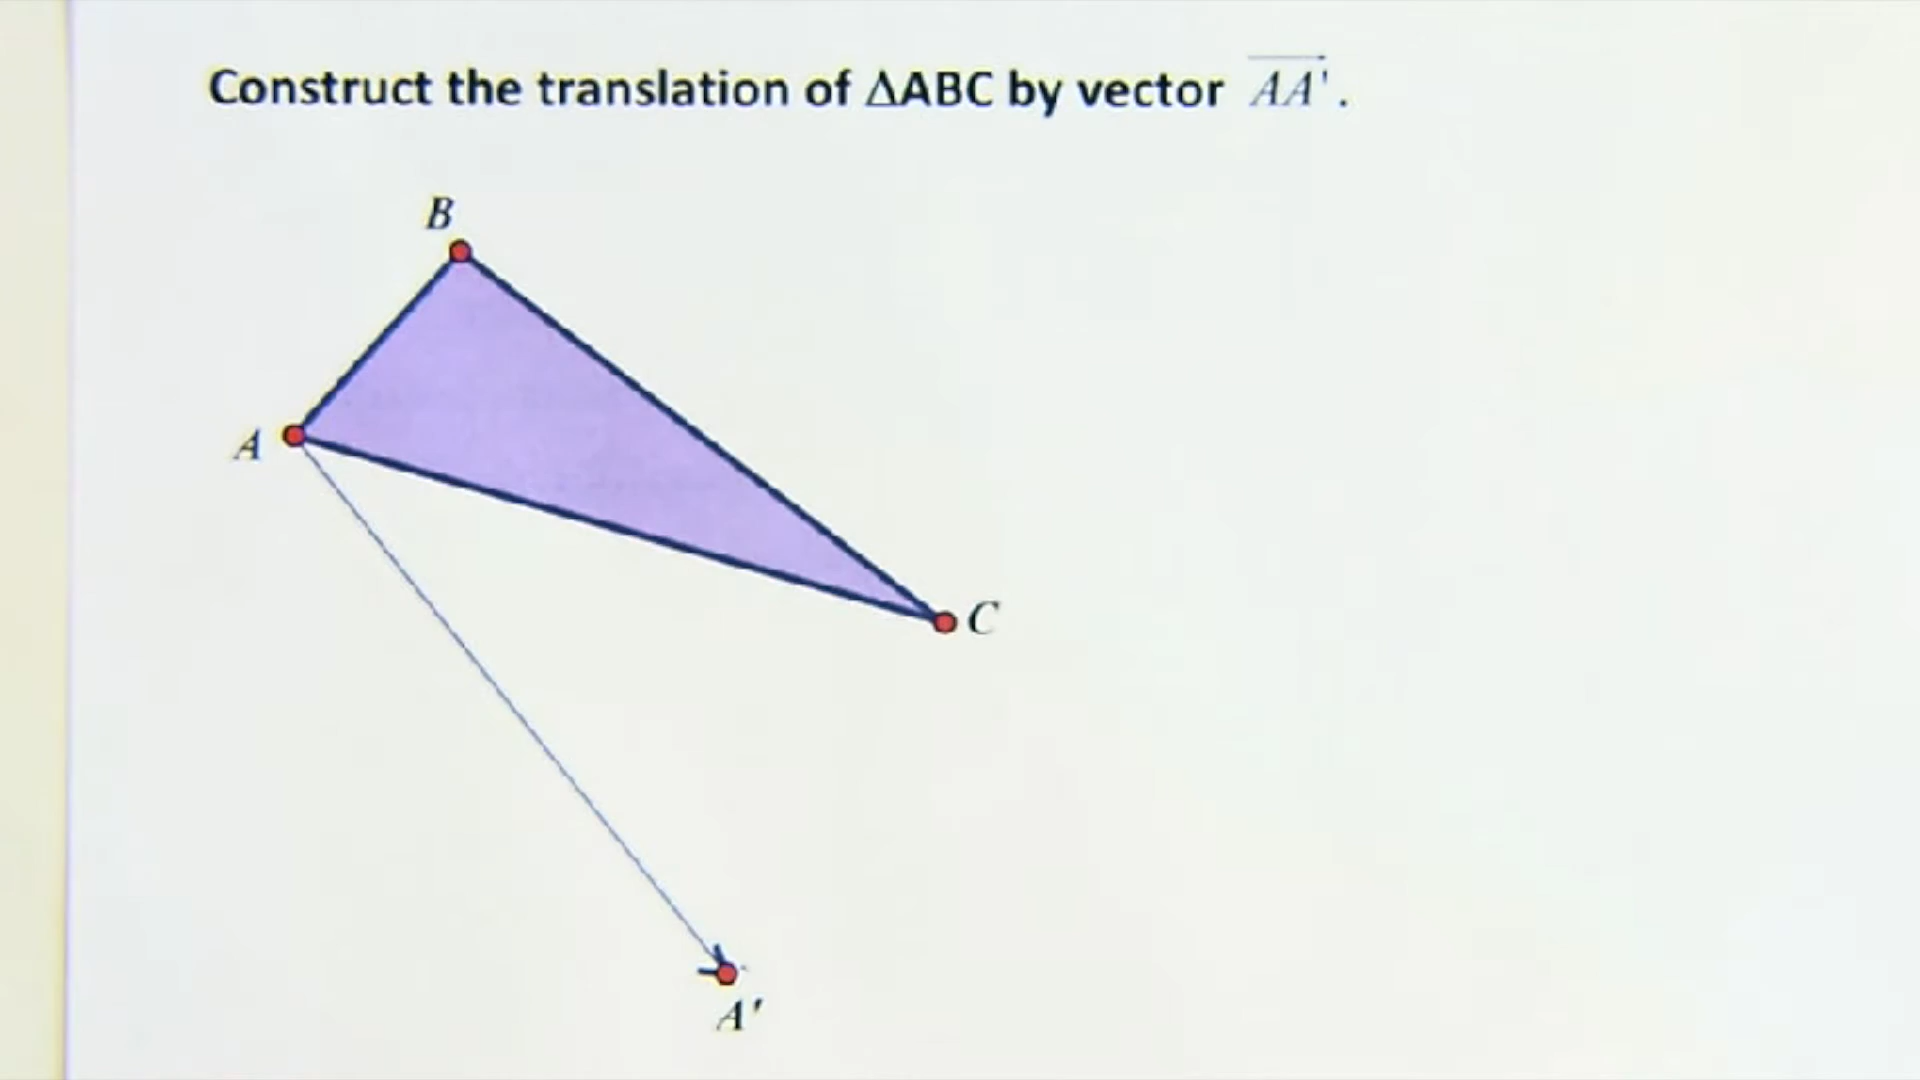 Construct the translation of ΔABC by vector AA'.
B
A
C
A'